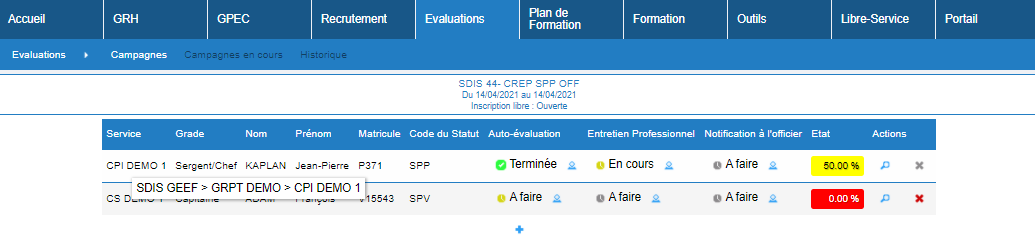 Accueil GRH GPEC Recrutement Evaluations Plan de Formation Formation Outils Libre-Service Portail
Evaluations Campagnes Campagnes en cours Historique
SDIS 44- CREP SPP OFF
Du 14/04/2021 au 14/04/2021
Inscription libre : Ouverte
Service Grade Nom Prénom Matricule Code du Statut Auto-évaluation Entretien Professionnel Notification à l'officier Etat Actions
CPI DEMO 1 Sergent/Chef KAPLAN Jean-Pierre P371 SPP Terminée En cours A faire 50.00 %
SDIS GEEF > GRPT DEMO > CPI DEMO 1
CS DEMO 1 Capitaine ADAM François V15543 SPV A faire A faire A faire 0.00 %